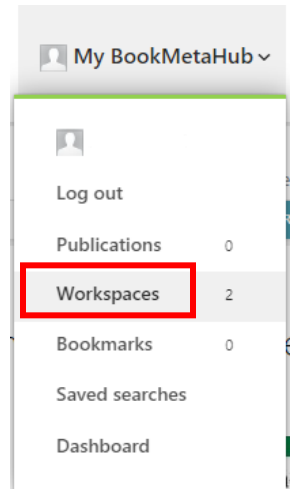 My BookMetaHub
Log out
Publications 0
Workspaces 2
Bookmarks 0
Saved searches
Dashboard